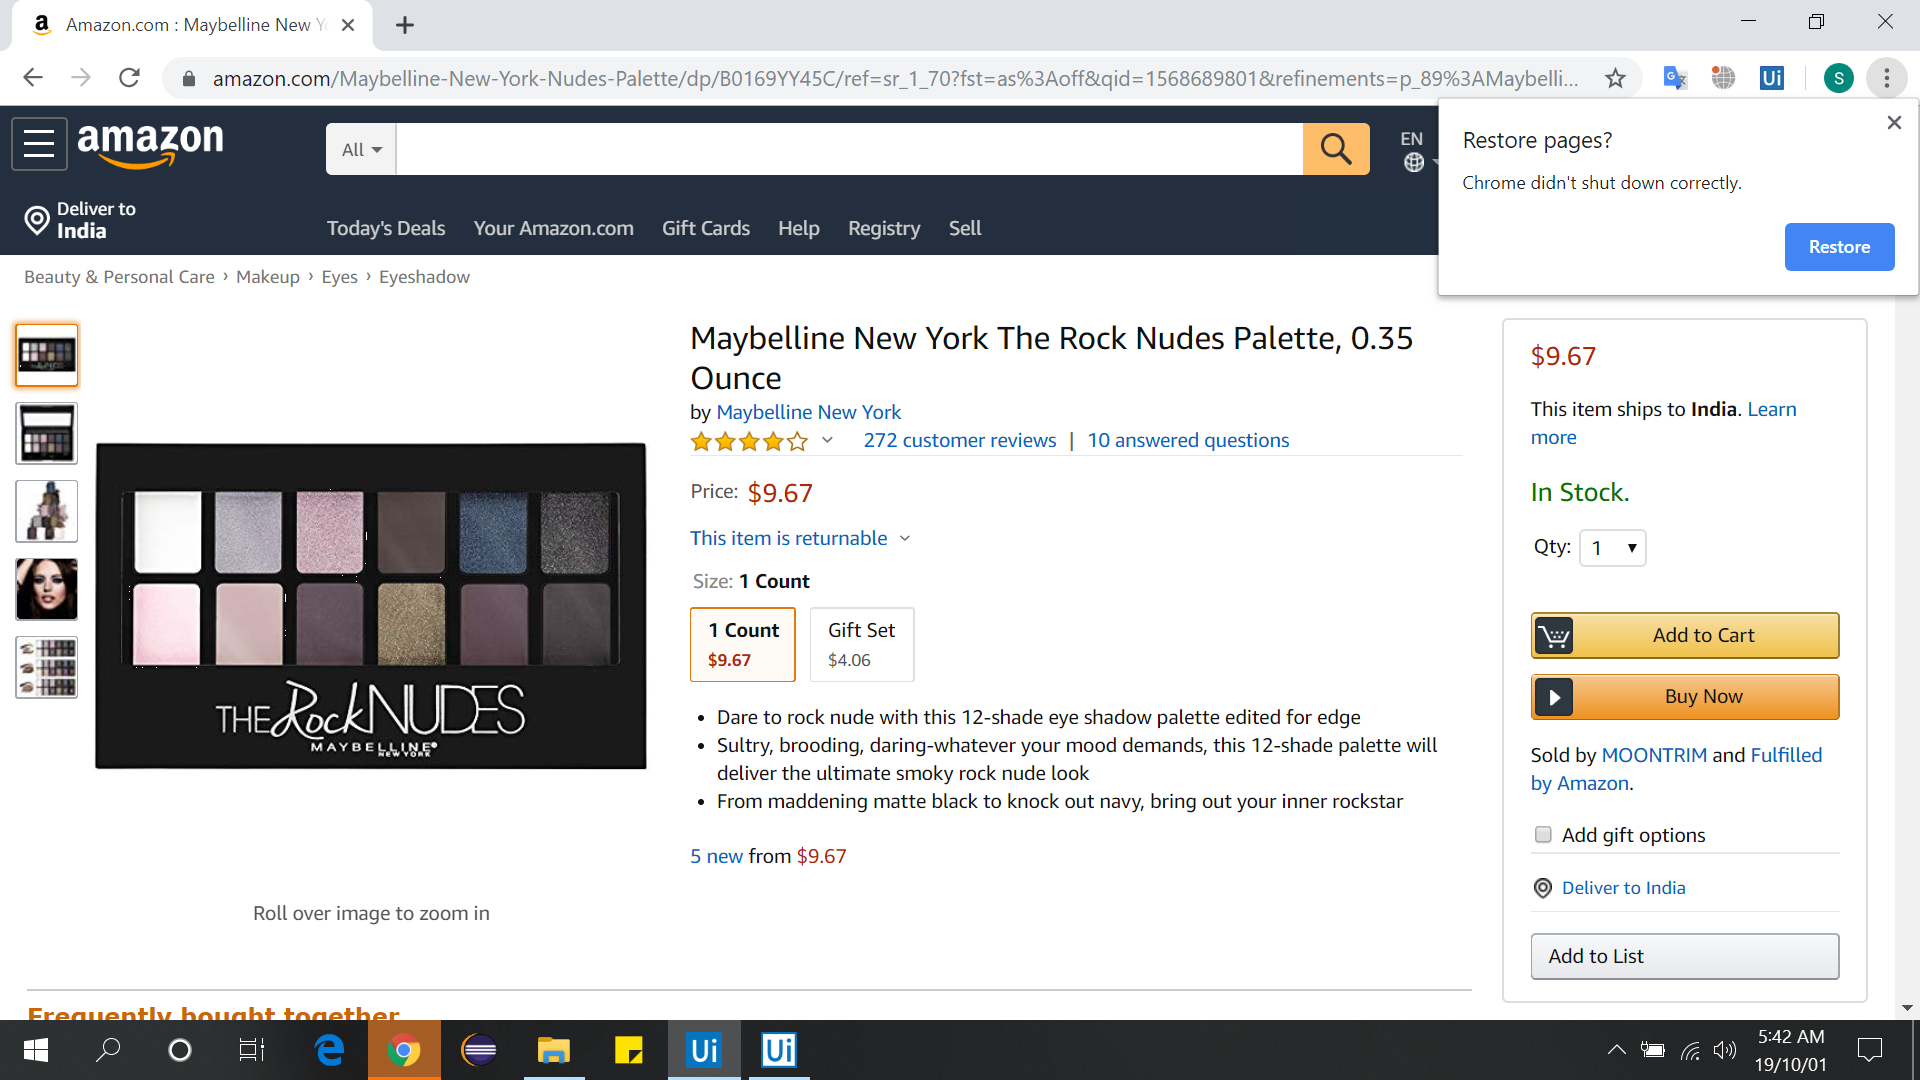 Amazon.com : Maybelline New Y
amazon.com/Maybelline-New-York-Nudes-Palette/dp/B0169YY45C/ref=sr_1_70?fst=as%3Aoff&qid=1568689801&refinements=p_89%3AMaybelli...
Ui
S
Restore pages?
Chrome didn't shut down correctly.
Restore
amazon
All
EN
Deliver to
India
Today's Deals
Your Amazon.com
Gift Cards
Help
Registry
Sell
Beauty & Personal Care › Makeup › Eyes › Eyeshadow
THE Rock NUDES
MAYBELLINE®
NEW YORK
Roll over image to zoom in
Maybelline New York The Rock Nudes Palette, 0.35
Ounce
by Maybelline New York
272 customer reviews | 10 answered questions
Price: $9.67
This item is returnable
Size: 1 Count
1 Count
$9.67
Gift Set
$4.06
• Dare to rock nude with this 12-shade eye shadow palette edited for edge
• Sultry, brooding, daring-whatever your mood demands, this 12-shade palette will
deliver the ultimate smoky rock nude look
• From maddening matte black to knock out navy, bring out your inner rockstar
5 new from $9.67
$9.67
This item ships to India. Learn
more
In Stock.
Qty: 1
Add to Cart
Buy Now
Sold by MOONTRIM and Fulfilled
by Amazon.
Add gift options
Deliver to India
Add to List
Frequently bought together
Ui
Ui
5:42 AM
19/10/01